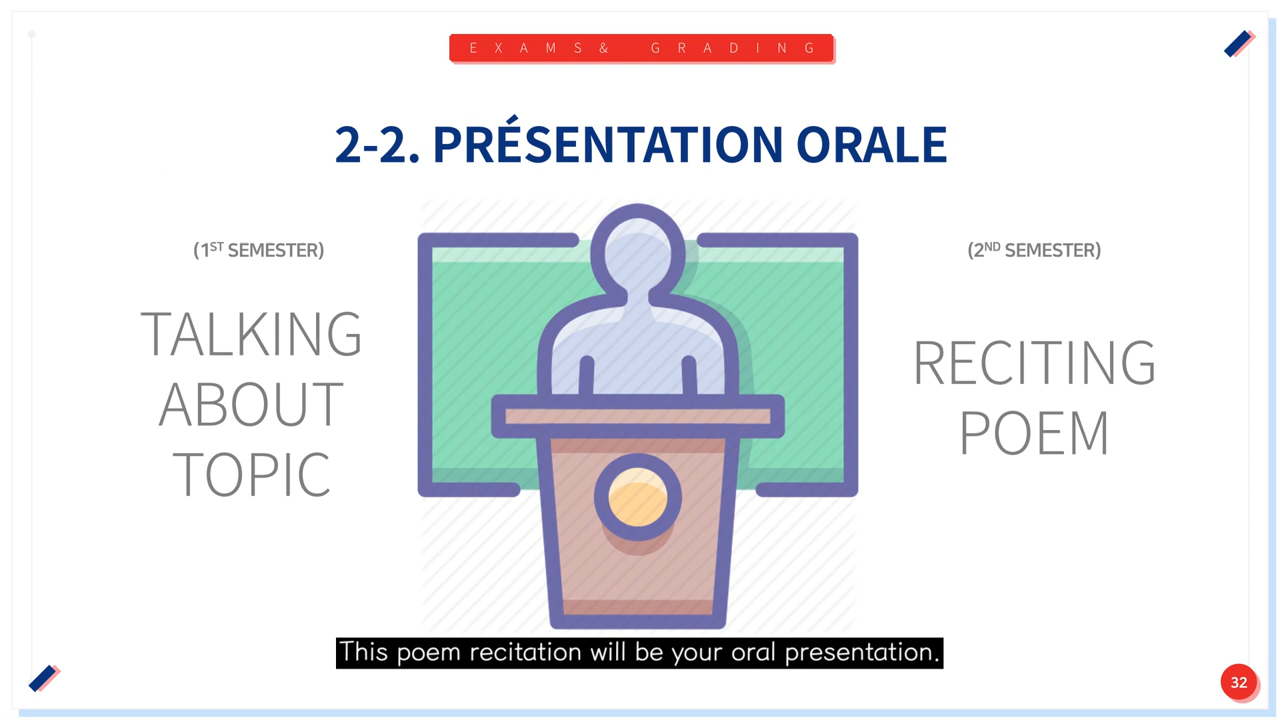 EXAMS& GRADING
2-2. PRÉSENTATION ORALE
(1ST SEMESTER)
TALKING
ABOUT
TOPIC
(2ND SEMESTER)
RECITING
POEM
This poem recitation will be your oral presentation.
32